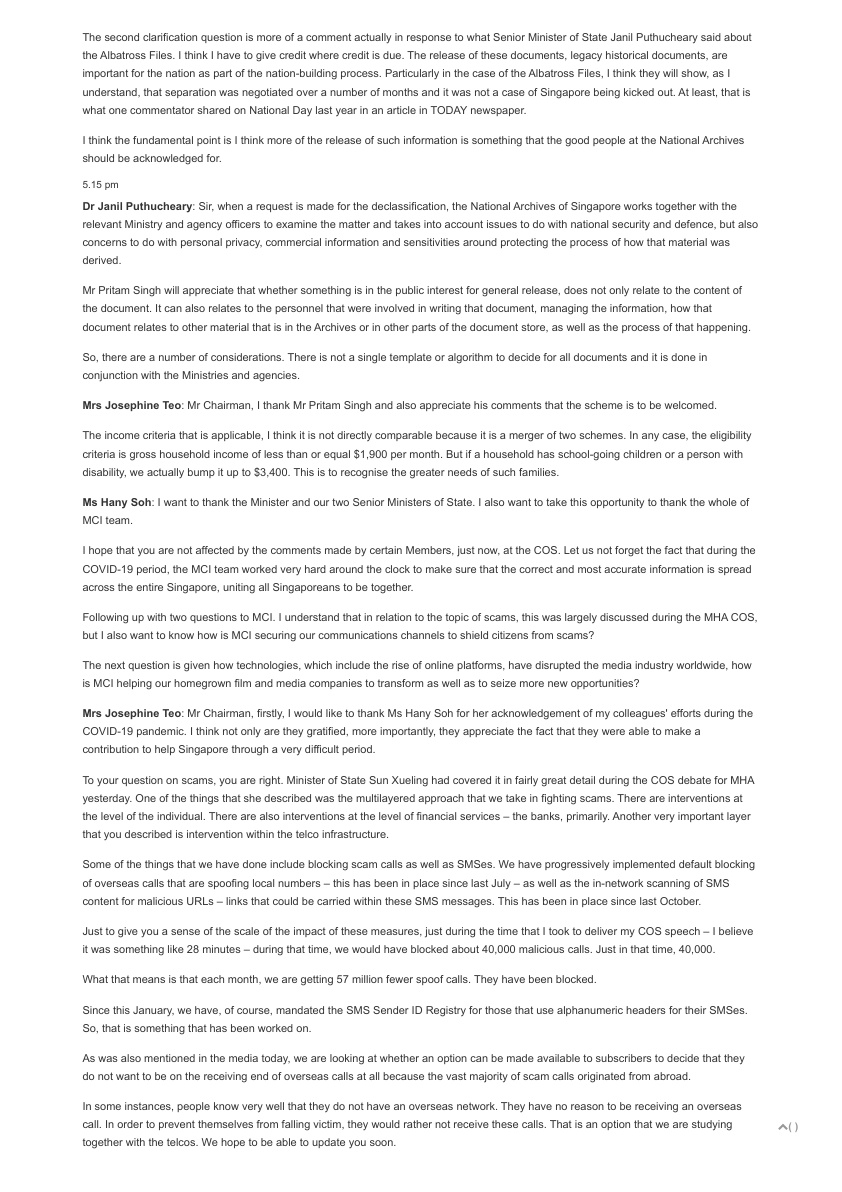 The second clarification question is more of a comment actually in response to what Senior Minister of State Janil Puthucheary said about
the Albatross Files. I think I have to give credit where credit is due. The release of these documents, legacy historical documents, are
important for the nation as part of the nation-building process. Particularly in the case of the Albatross Files, I think they will show, as I
understand, that separation was negotiated over a number of months and it was not a case of Singapore being kicked out. At least, that is
what one commentator shared on National Day last year in an article in TODAY newspaper.
I think the fundamental point is I think more of the release of such information is something that the good people at the National Archives
should be acknowledged for.
5.15 pm
Dr Janil Puthucheary: Sir, when a request is made for the declassification, the National Archives of Singapore works together with the
relevant Ministry and agency officers to examine the matter and takes into account issues to do with national security and defence, but also
concerns to do with personal privacy, commercial information and sensitivities around protecting the process of how that material was
derived.
Mr Pritam Singh will appreciate that whether something is in the public interest for general release, does not only relate to the content of
the document. It can also relates to the personnel that were involved in writing that document, managing the information, how that
document relates to other material that is in the Archives or in other parts of the document store, as well as the process of that happening.
So, there are a number of considerations. There is not a single template or algorithm to decide for all documents and it is done in
conjunction with the Ministries and agencies.
Mrs Josephine Teo: Mr Chairman, I thank Mr Pritam Singh and also appreciate his comments that the scheme is to be welcomed.
The income criteria that is applicable, I think it is not directly comparable because it is a merger of two schemes. In any case, the eligibility
criteria is gross household income of less than or equal $1,900 per month. But if a household has school-going children or a person with
disability, we actually bump it up to $3,400. This is to recognise the greater needs of such families.
Ms Hany Soh: I want to thank the Minister and our two Senior Ministers of State. I also want to take this opportunity to thank the whole of
MCI team.
I hope that you are not affected by the comments made by certain Members, just now, at the COS. Let us not forget the fact that during the
COVID-19 period, the MCI team worked very hard around the clock to make sure that the correct and most accurate information is spread
across the entire Singapore, uniting all Singaporeans to be together.
Following up with two questions to MCI. I understand that in relation to the topic of scams, this was largely discussed during the MHA COS,
but I also want to know how is MCI securing our communications channels to shield citizens from scams?
The next question is given how technologies, which include the rise of online platforms, have disrupted the media industry worldwide, how
is MCI helping our homegrown film and media companies to transform as well as to seize more new opportunities?
Mrs Josephine Teo: Mr Chairman, firstly, I would like to thank Ms Hany Soh for her acknowledgement of my colleagues' efforts during the
COVID-19 pandemic. I think not only are they gratified, more importantly, they appreciate the fact that they were able to make a
contribution to help Singapore through a very difficult period.
To your question on scams, you are right. Minister of State Sun Xueling had covered it in fairly great detail during the COS debate for MHA
yesterday. One of the things that she described was the multilayered approach that we take in fighting scams. There are interventions at
the level of the individual. There are also interventions at the level of financial services – the banks, primarily. Another very important layer
that you described is intervention within the telco infrastructure.
Some of the things that we have done include blocking scam calls as well as SMSes. We have progressively implemented default blocking
of overseas calls that are spoofing local numbers – this has been in place since last July – as well as the in-network scanning of SMS
content for malicious URLs – links that could be carried within these SMS messages. This has been in place since last October.
Just to give you a sense of the scale of the impact of these measures, just during the time that I took to deliver my COS speech – I believe
it was something like 28 minutes – during that time, we would have blocked about 40,000 malicious calls. Just in that time, 40,000.
What that means is that each month, we are getting 57 million fewer spoof calls. They have been blocked.
Since this January, we have, of course, mandated the SMS Sender ID Registry for those that use alphanumeric headers for their SMSes.
So, that is something that has been worked on.
As was also mentioned in the media today, we are looking at whether an option can be made available to subscribers to decide that they
do not want to be on the receiving end of overseas calls at all because the vast majority of scam calls originated from abroad.
In some instances, people know very well that they do not have an overseas network. They have no reason to be receiving an overseas
call. In order to prevent themselves from falling victim, they would rather not receive these calls. That is an option that we are studying
together with the telcos. We hope to be able to update you soon.
( )